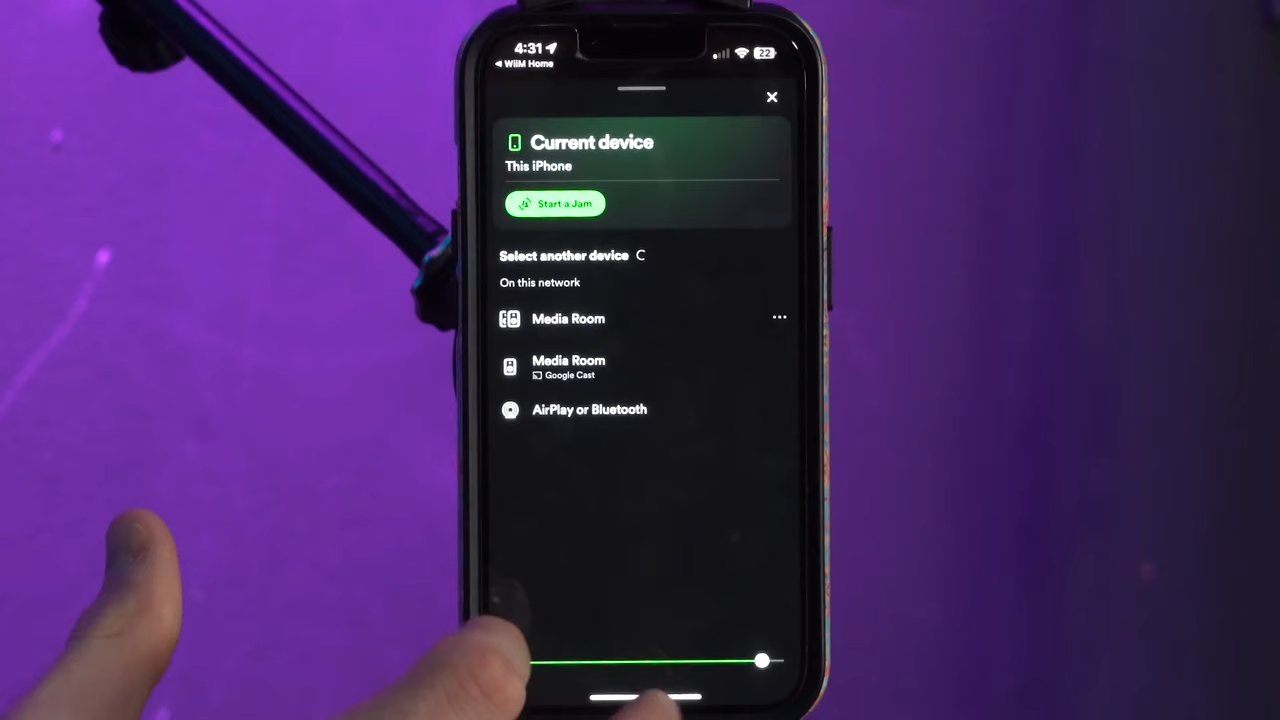 4:31
22
◀ WiiM Home
Current device
This iPhone
Start a Jam
Select another device
On this network
Media Room
Media Room
Google Cast
AirPlay or Bluetooth